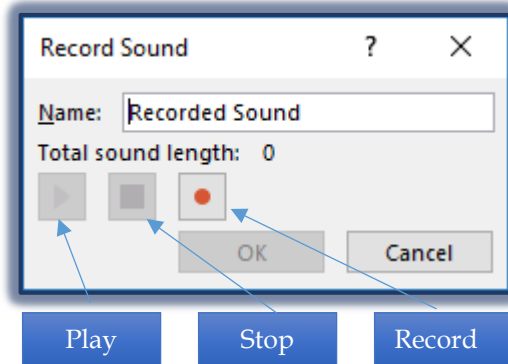 Record Sound ? ×
Name: Recorded Sound
Total sound length: 0
OK Cancel
Play Stop Record